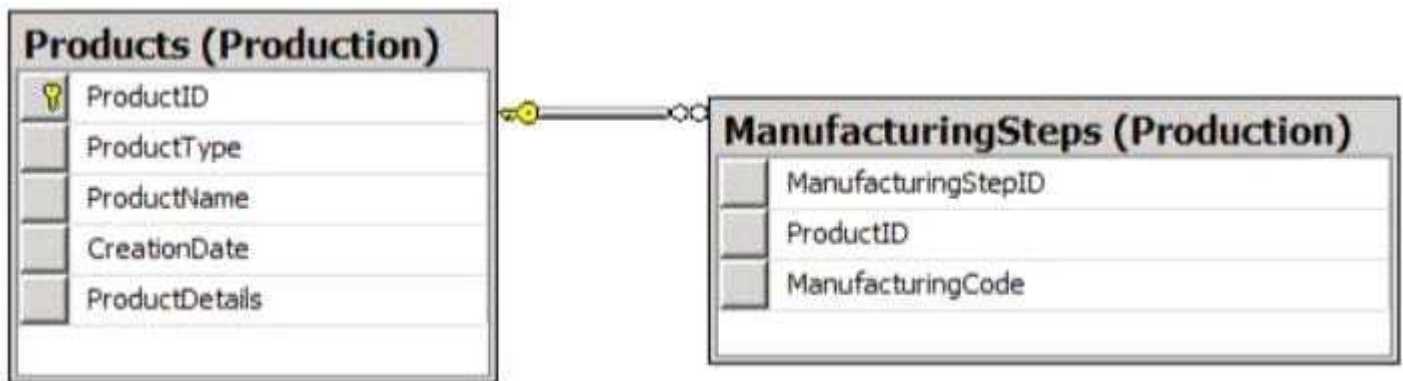 Products (Production)
ProductID
ProductType
ProductName
CreationDate
ProductDetails
ManufacturingSteps (Production)
ManufacturingStepID
ProductID
ManufacturingCode